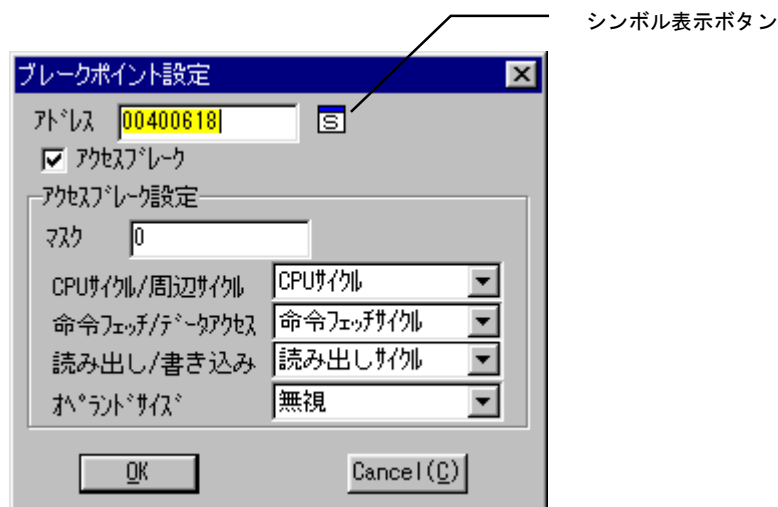 シンボル表示ボタン
ブレークポイント設定
ｱﾄﾞﾚｽ 00400618 S
ｱｸｾｽﾌﾞﾚｰｸ
ｱｸｾｽﾌﾞﾚｰｸ設定
ﾏｽｸ 0
CPUｻｲｸﾙ/周辺ｻｲｸﾙ CPUｻｲｸﾙ
命令ﾌｪｯﾁ/ﾃﾞｰﾀｱｸｾｽ 命令ﾌｪｯﾁｻｲｸﾙ
読み出し/書き込み 読み出しｻｲｸﾙ
ｵﾍﾟﾗﾝﾄﾞｻｲｽﾞ 無視
OK Cancel(C)